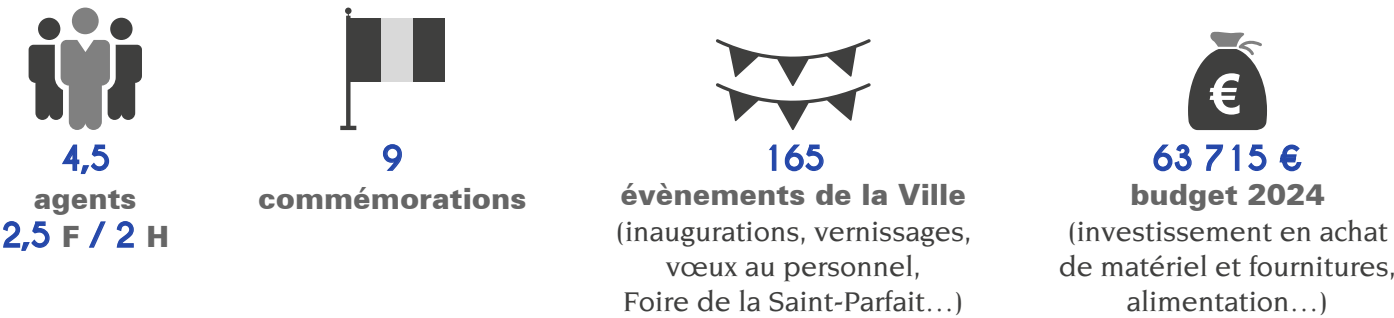 4,5
agents
2,5 F / 2 H
9
commémorations
165
évènements de la Ville
(inaugurations, vernissages,
vœux au personnel,
Foire de la Saint-Parfait…)
€
63 715 €
budget 2024
(investissement en achat
de matériel et fournitures,
alimentation…)